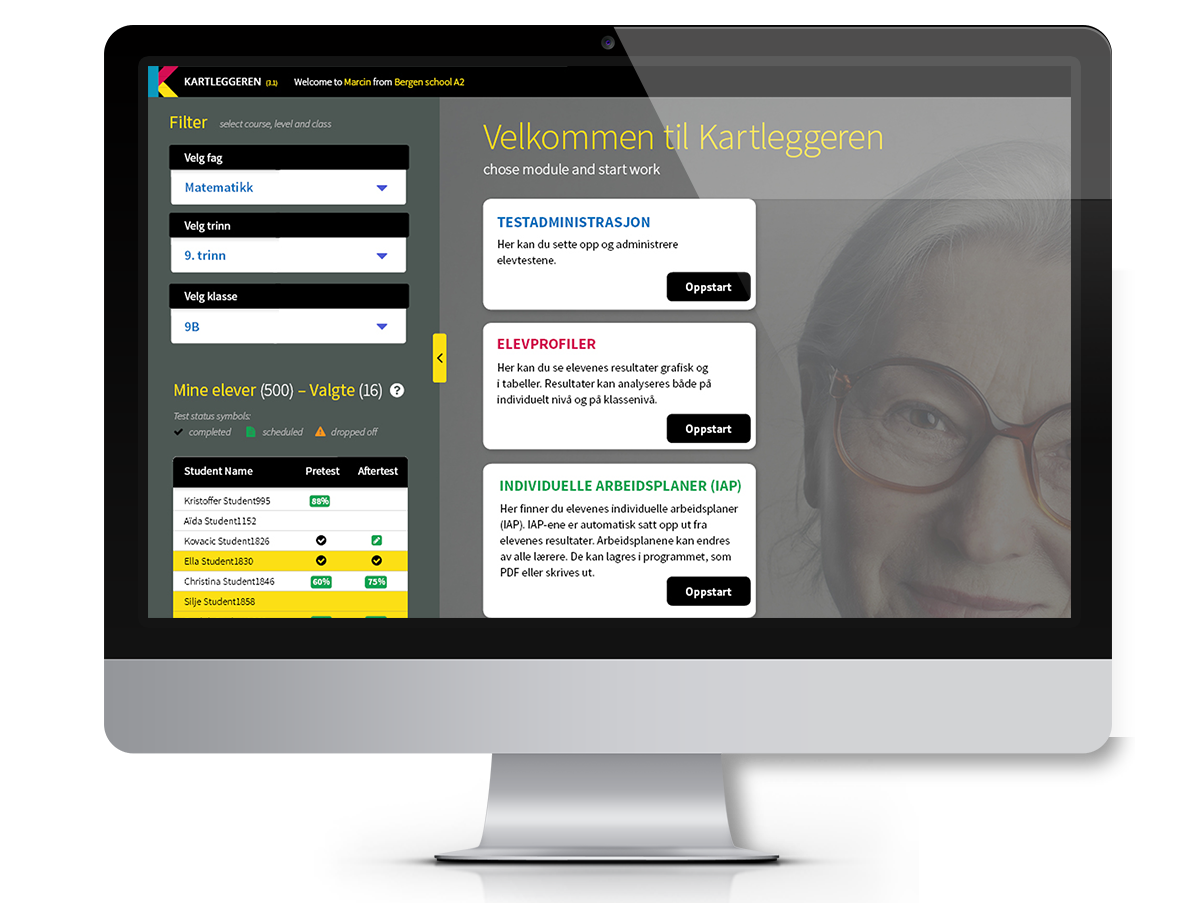 KARTLEGGEREN (3.1) Welcome to Marcin from Bergen school A2
Filter select course, level and class
Velg fag
Matematikk
Velg trinn
9. trinn
Velg klasse
9B
Mine elever (500) – Valgte (16) ?
Test status symbols:
completed scheduled dropped off
Student Name Pretest Aftertest
Kristoffer Student995 88%
Aïda Student1152
Kovacic Student1826
Ella Student1830
Christina Student1846 60% 75%
Silje Student1858
Velkommen til Kartleggeren
chose module and start work
TESTADMINISTRASJON
Her kan du sette opp og administrere
elevtestene.
Oppstart
ELEVPROFILER
Her kan du se elevenes resultater grafisk og
i tabeller. Resultater kan analyseres både på
individuelt nivå og på klassenivå.
Oppstart
INDIVIDUELLE ARBEIDSPLANER (IAP)
Her finner du elevenes individuelle arbeidsplaner
(IAP). IAP-ene er automatisk satt opp ut fra
elevenes resultater. Arbeidsplanene kan endres
av alle lærere. De kan lagres i programmet, som
PDF eller skrives ut.
Oppstart